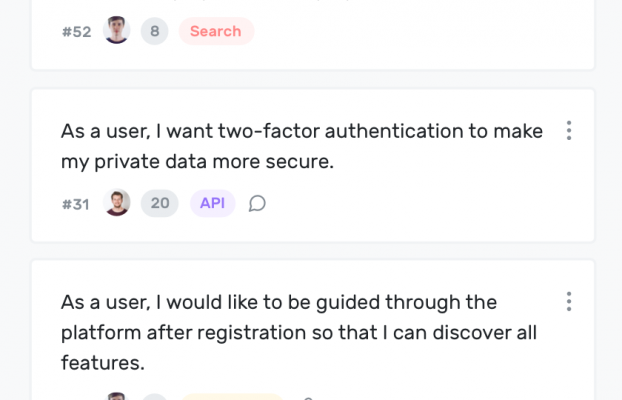 #52 8 Search
As a user, I want two-factor authentication to make
my private data more secure.
#31 20 API
As a user, I would like to be guided through the
platform after registration so that I can discover all
features.